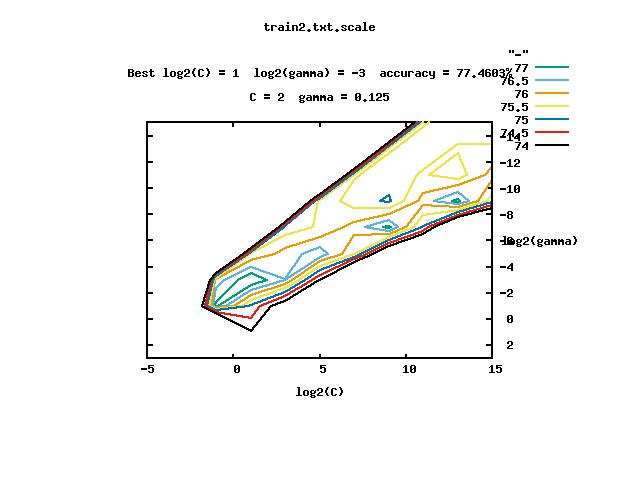 train2.txt.scale
"-"
Best log2(C) = 1  log2(gamma) = -3  accuracy = 77.4603%
77
76.5
C = 2  gamma = 0.125
76
75.5
75
74.5
74
-14
-12
-10
-8
-6
log2(gamma)
-4
-2
0
2
-5 0 5 10 15
log2(C)